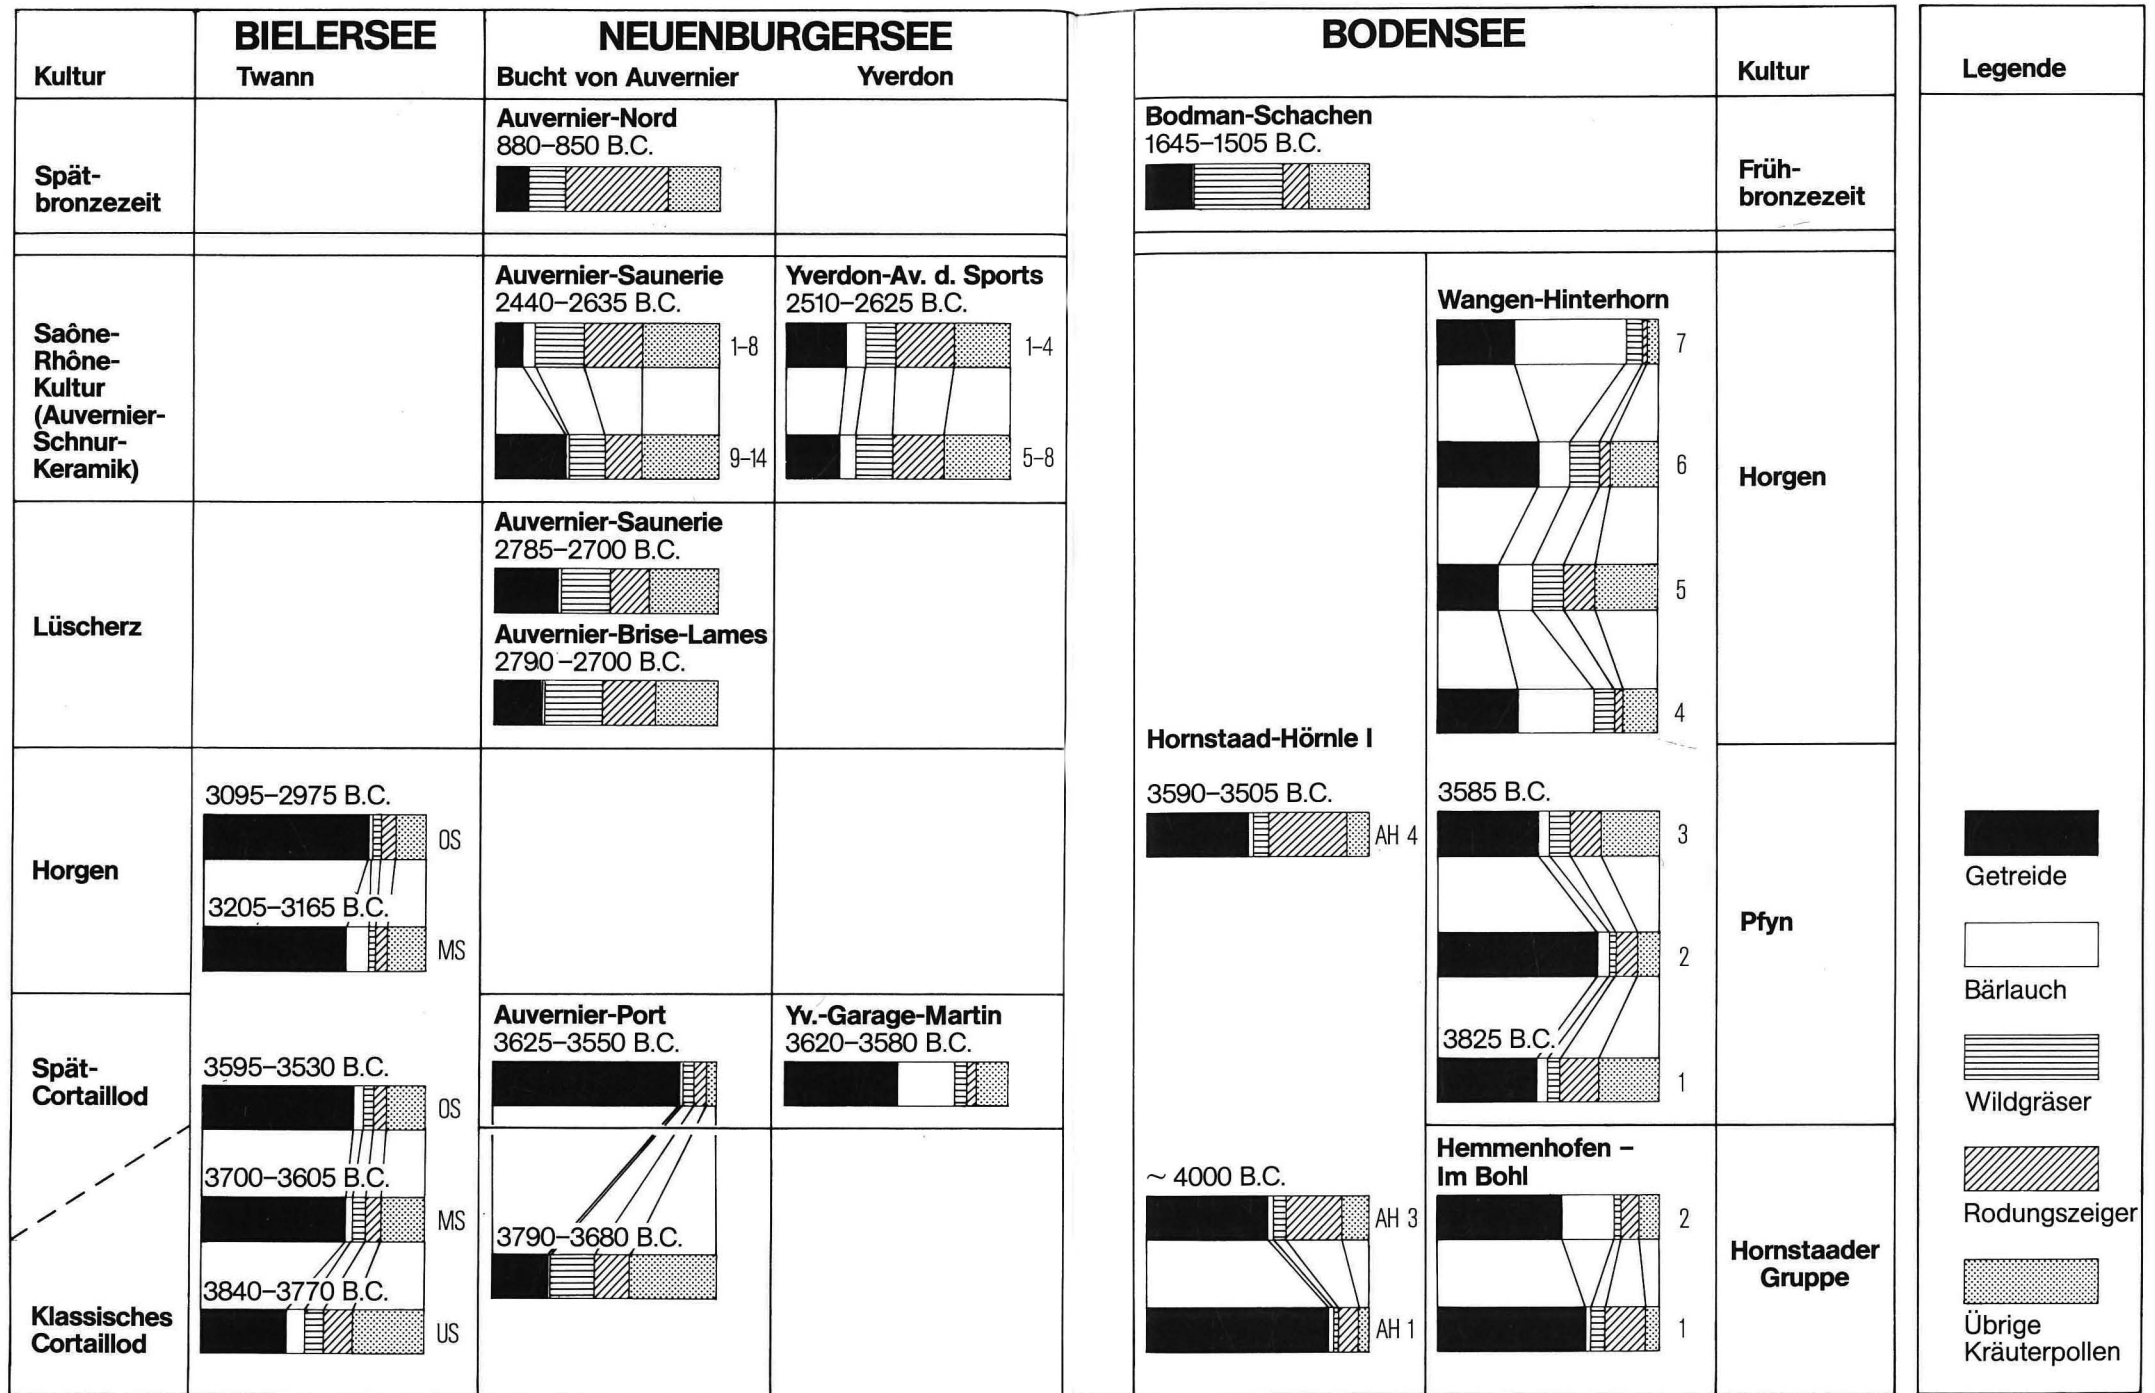 BIELERSEE
NEUENBURGERSEE
BODENSEE
Kultur
Twann
Bucht von Auvernier
Yverdon
Kultur
Legende
Spät-
bronzezeit
Auvernier-Nord
880–850 B.C.
Bodman-Schachen
1645–1505 B.C.
Früh-
bronzezeit
Saône-
Rhône-
Kultur
(Auvernier-
Schnur-
Keramik)
Auvernier-Saunerie
2440–2635 B.C.
1–8
9–14
Yverdon-Av. d. Sports
2510–2625 B.C.
1–4
5–8
Wangen-Hinterhorn
7
6
5
4
Horgen
Lüscherz
Auvernier-Saunerie
2785–2700 B.C.
Auvernier-Brise-Lames
2790–2700 B.C.
Hornstaad-Hörnle I
3590–3505 B.C.
AH 4
3585 B.C.
3
2
3825 B.C.
1
Pfyn
Horgen
3095–2975 B.C.
OS
3205–3165 B.C.
MS
Spät-
Cortaillod
3595–3530 B.C.
OS
3700–3605 B.C.
MS
3840–3770 B.C.
US
Klassisches
Cortaillod
Auvernier-Port
3625–3550 B.C.
3790–3680 B.C.
Yv.-Garage-Martin
3620–3580 B.C.
~ 4000 B.C.
AH 3
AH 1
Hemmenhofen –
Im Bohl
2
1
Hornstaader
Gruppe
Getreide
Bärlauch
Wildgräser
Rodungszeiger
Übrige
Kräuterpollen